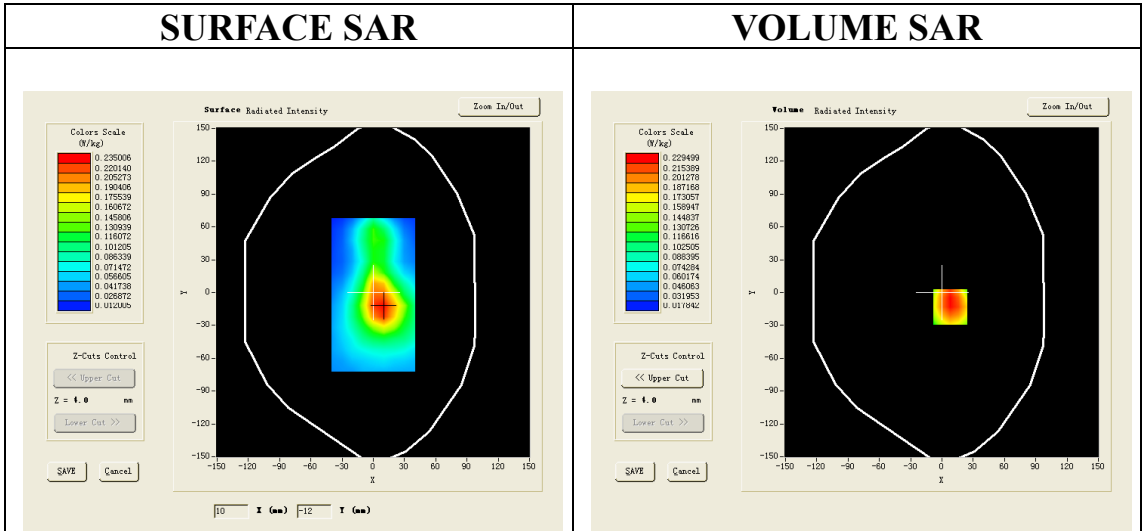 SURFACE SAR
VOLUME SAR
Surface Radiated Intensity
Zoom In/Out
Colors Scale
(W/kg)
0.235006
0.220140
0.205273
0.190406
0.175539
0.160672
0.145806
0.130939
0.116072
0.101205
0.086339
0.071472
0.056605
0.041738
0.026872
0.012005
150
120
90
60
30
0
-30
-60
-90
-120
-150
Y
-150 -120 -90 -60 -30 0 30 60 90 120 150
X
Z-Cuts Control
<< Upper Cut
Z = 4.0 mm
Lower Cut >>
SAVE Cancel
10 X (mm) -12 Y (mm)
Volume Radiated Intensity
Zoom In/Out
Colors Scale
(W/kg)
0.229499
0.215389
0.201278
0.187168
0.173057
0.158947
0.144837
0.130726
0.116616
0.102505
0.088395
0.074284
0.060174
0.046063
0.031953
0.017842
150
120
90
60
30
0
-30
-60
-90
-120
-150
Y
-150 -120 -90 -60 -30 0 30 60 90 120 150
X
Z-Cuts Control
<< Upper Cut
Z = 4.0 mm
Lower Cut >>
SAVE Cancel